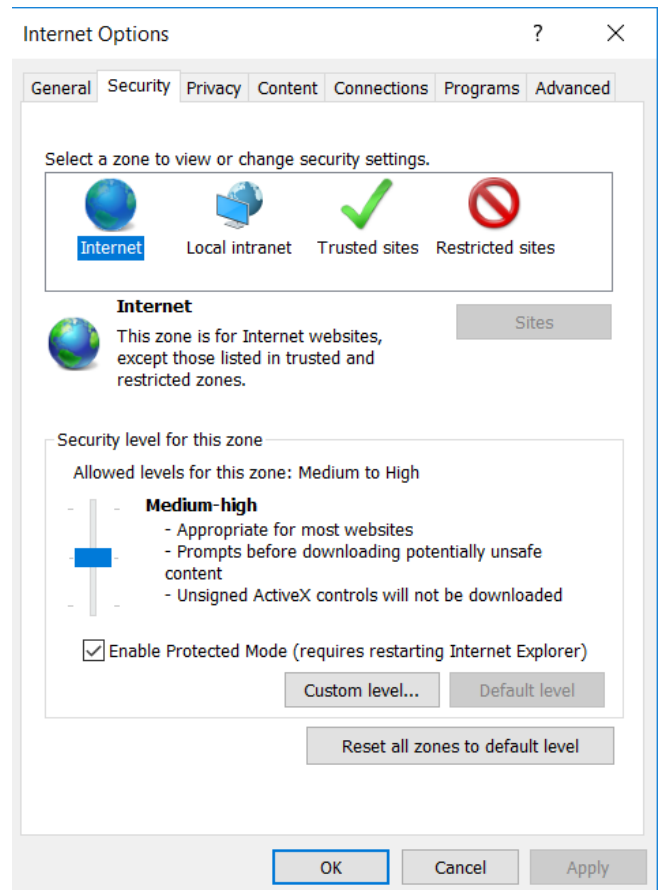 Internet Options ?
General Security Privacy Content Connections Programs Advanced
Select a zone to view or change security settings.
Internet Local intranet Trusted sites Restricted sites
Internet
Sites
This zone is for Internet websites,
except those listed in trusted and
restricted zones.
Security level for this zone
Allowed levels for this zone: Medium to High
Medium-high
- Appropriate for most websites
- Prompts before downloading potentially unsafe
content
- Unsigned ActiveX controls will not be downloaded
Enable Protected Mode (requires restarting Internet Explorer)
Custom level... Default level
Reset all zones to default level
OK Cancel Apply